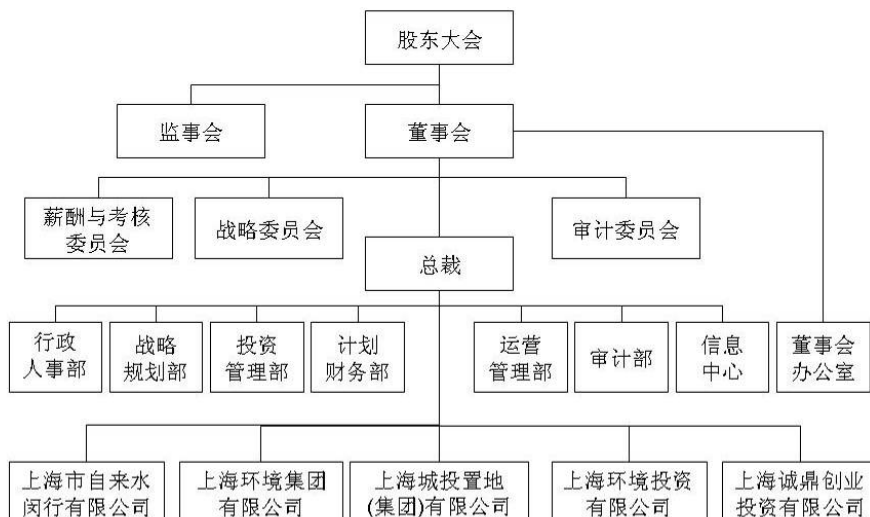 股东大会
监事会
董事会
薪酬与考核
委员会
战略委员会
审计委员会
总裁
行政
人事部
战略
规划部
投资
管理部
计划
财务部
运营
管理部
审计部
信息
中心
董事会
办公室
上海市自来水
闵行有限公司
上海环境集团
有限公司
上海城投置地
(集团)有限公司
上海环境投资
有限公司
上海诚鼎创业
投资有限公司